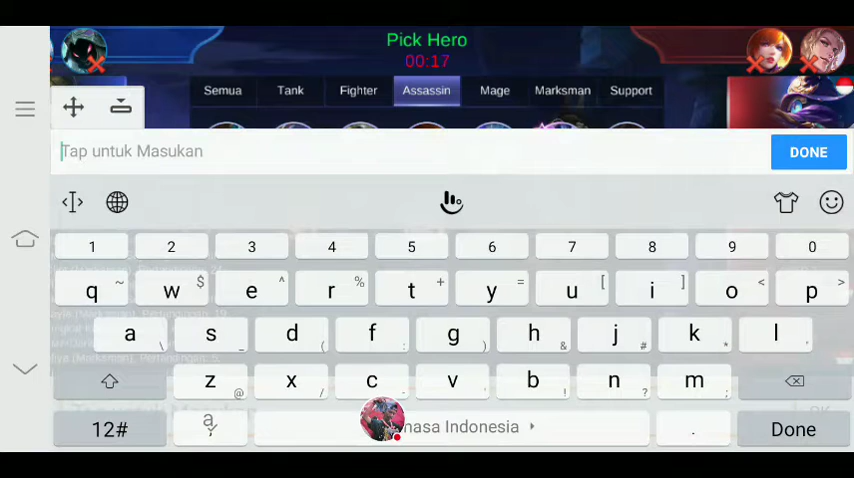 Pick Hero
00:17
Semua Tank Fighter Assassin Mage Marksman Support
Tap untuk Masukan
DONE
1 2 3 4 5 6 7 8 9 0
q ~ w $ e ^ r % t + y = u [ i ] o < p >
a \ s _ d ( f : g ) h & j # k * l '
z @ x / c - v " b ! n ? m ;
12# a , hasa Indonesia . Done